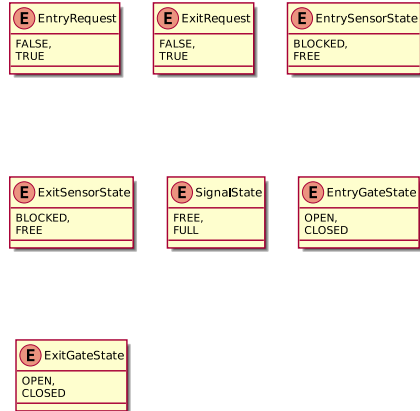 E EntryRequest
FALSE,
TRUE
E ExitRequest
FALSE,
TRUE
E EntrySensorState
BLOCKED,
FREE
E ExitSensorState
BLOCKED,
FREE
E SignalState
FREE,
FULL
E EntryGateState
OPEN,
CLOSED
E ExitGateState
OPEN,
CLOSED